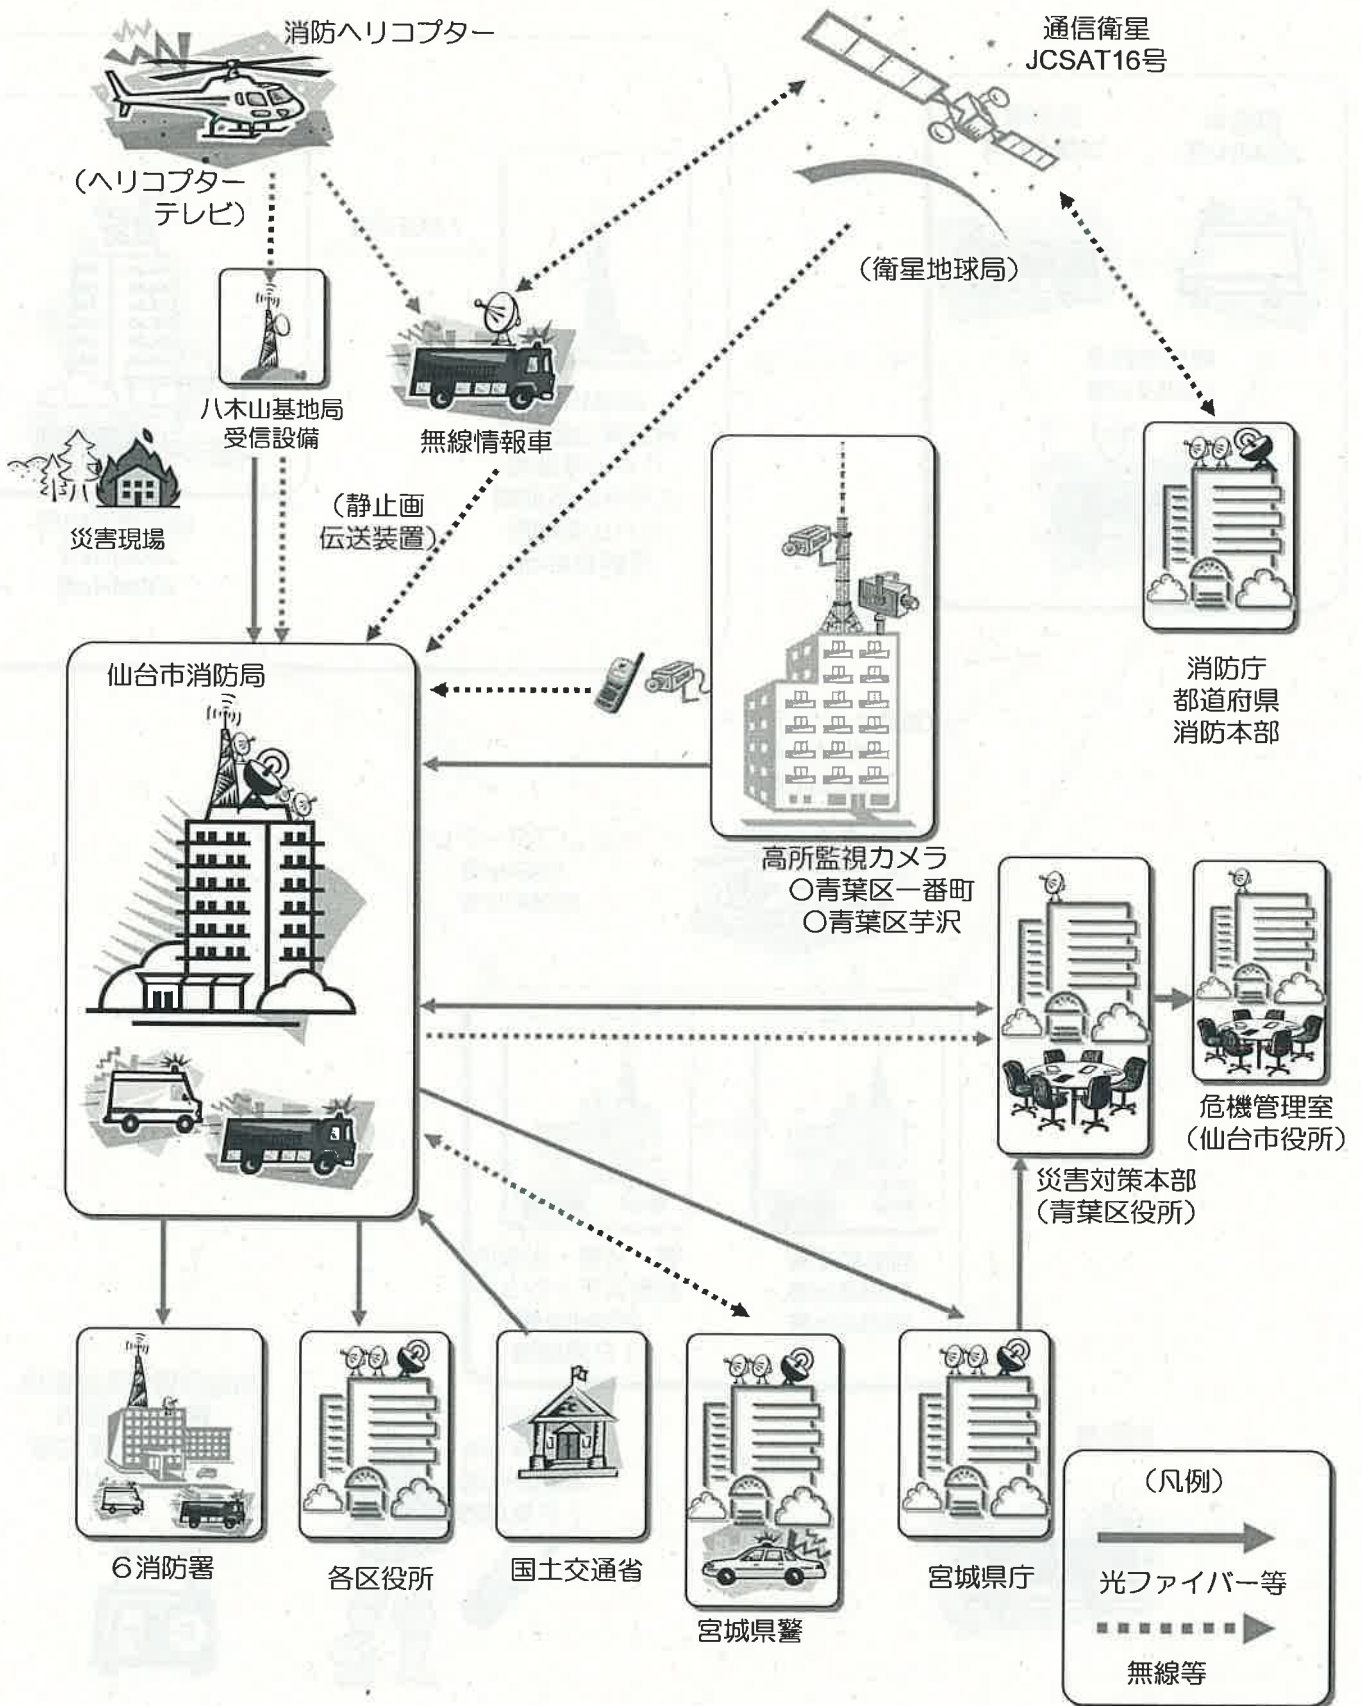 消防ヘリコプター
通信衛星
JCSAT16号
（ヘリコプター
テレビ）
（衛星地球局）
八木山基地局
受信設備
無線情報車
災害現場
（静止画
伝送装置）
仙台市消防局
消防庁
都道府県
消防本部
高所監視カメラ
○青葉区一番町
○青葉区芋沢
危機管理室
（仙台市役所）
災害対策本部
（青葉区役所）
6消防署
各区役所
国土交通省
宮城県警
宮城県庁
（凡例）
光ファイバー等
無線等